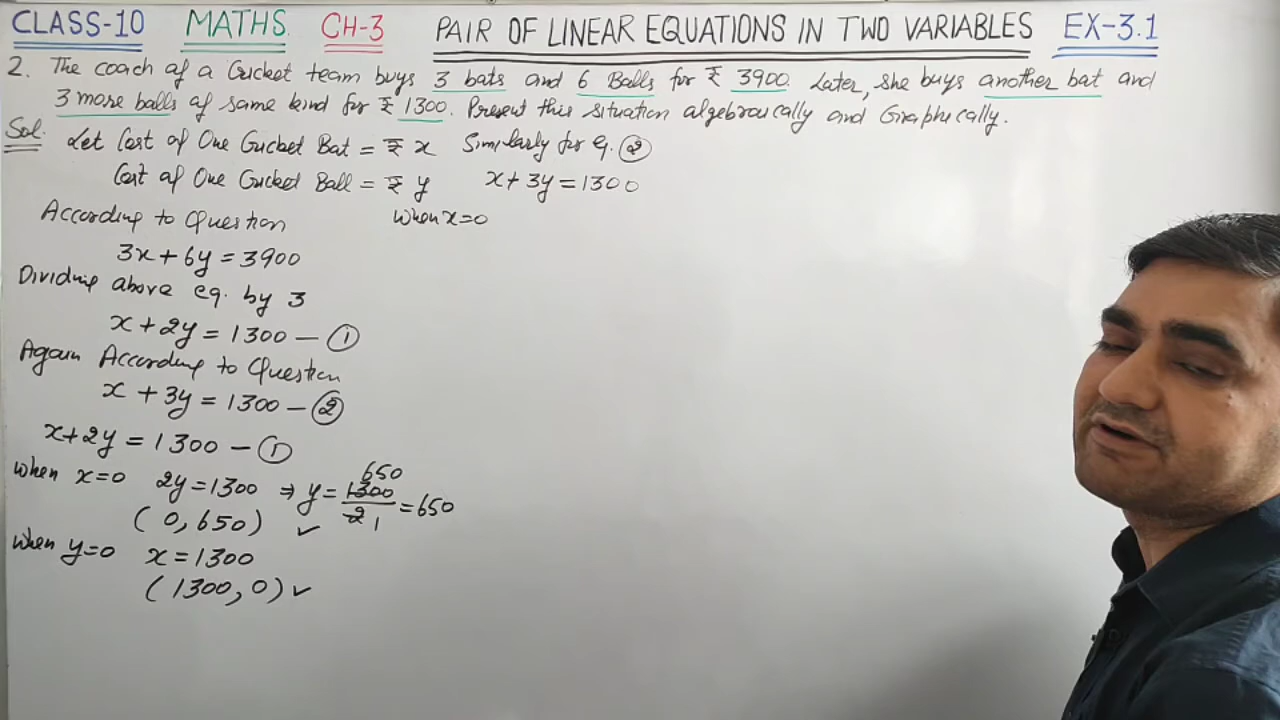 CLASS-10 MATHS CH-3 PAIR OF LINEAR EQUATIONS IN TWO VARIABLES EX-3.1
2. The coach of a Cricket team buys 3 bats and 6 Balls for ₹ 3900. Later, she buys another bat and
3 more balls of same kind for ₹ 1300. Present this situation algebraically and Graphically.
Sol. Let Cost of One Cricket Bat = ₹ x
Cost of One Cricket Ball = ₹ y
According to Question
3x + 6y = 3900
Dividing above eq. by 3
x + 2y = 1300 — ①
Again According to Question
x + 3y = 1300 — ②
x + 2y = 1300 — ①
when x=0 2y = 1300 ⇒ y = 1300/2 = 650
650
1
(0, 650) ✓
when y=0 x = 1300
(1300, 0) ✓
Similarly for eq. ②
x + 3y = 1300
when x=0